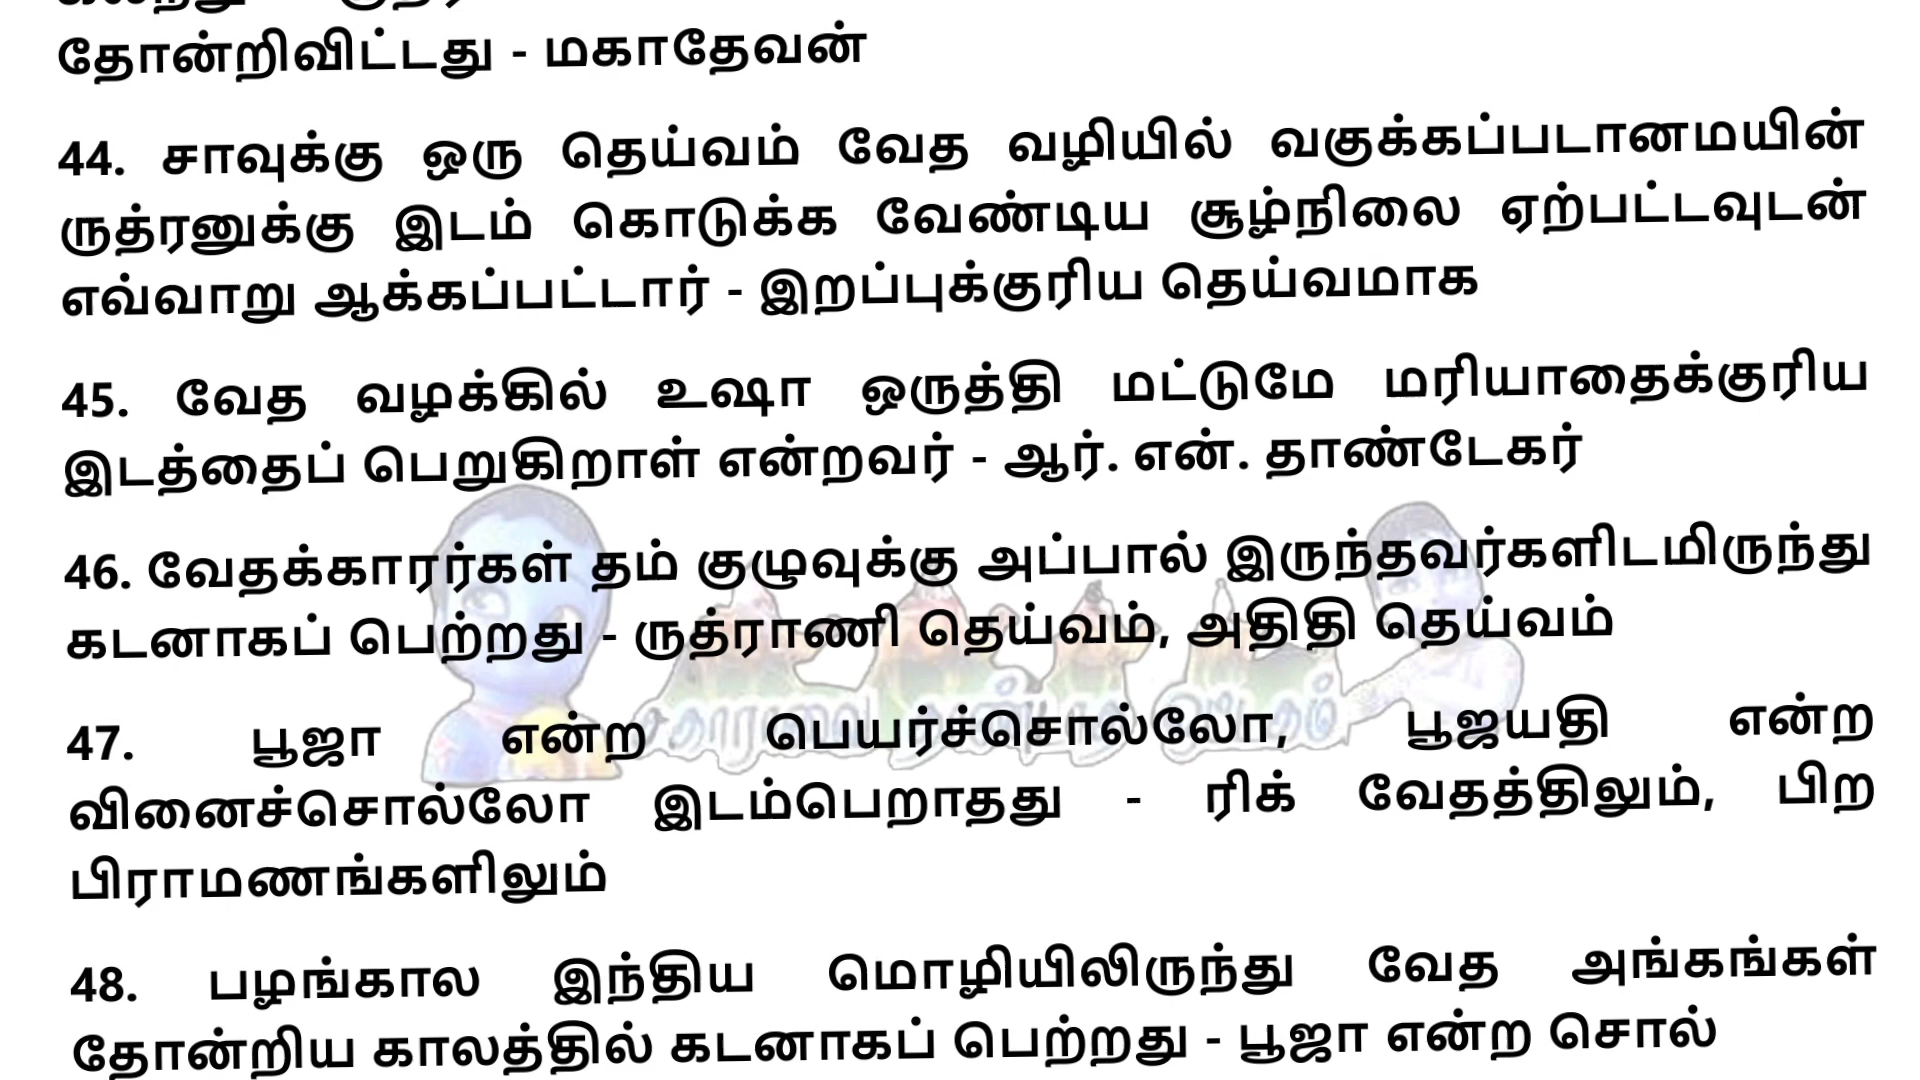 தோன்றிவிட்டது - மகாதேவன்
44. சாவுக்கு ஒரு தெய்வம் வேத வழியில் வகுக்கப்படானமயின்
ருத்ரனுக்கு இடம் கொடுக்க வேண்டிய சூழ்நிலை ஏற்பட்டவுடன்
எவ்வாறு ஆக்கப்பட்டார் - இறப்புக்குரிய தெய்வமாக
45. வேத வழக்கில் உஷா ஒருத்தி மட்டுமே மரியாதைக்குரிய
இடத்தைப் பெறுகிறாள் என்றவர் - ஆர். என். தாண்டேகர்
46. வேதக்காரர்கள் தம் குழுவுக்கு அப்பால் இருந்தவர்களிடமிருந்து
கடனாகப் பெற்றது - ருத்ராணி தெய்வம், அதிதி தெய்வம்
47. பூஜா என்ற பெயர்ச்சொல்லோ, பூஜயதி என்ற
வினைச்சொல்லோ இடம்பெறாதது - ரிக் வேதத்திலும், பிற
பிராமணங்களிலும்
48. பழங்கால இந்திய மொழியிலிருந்து வேத அங்கங்கள்
தோன்றிய காலத்தில் கடனாகப் பெற்றது - பூஜா என்ற சொல்